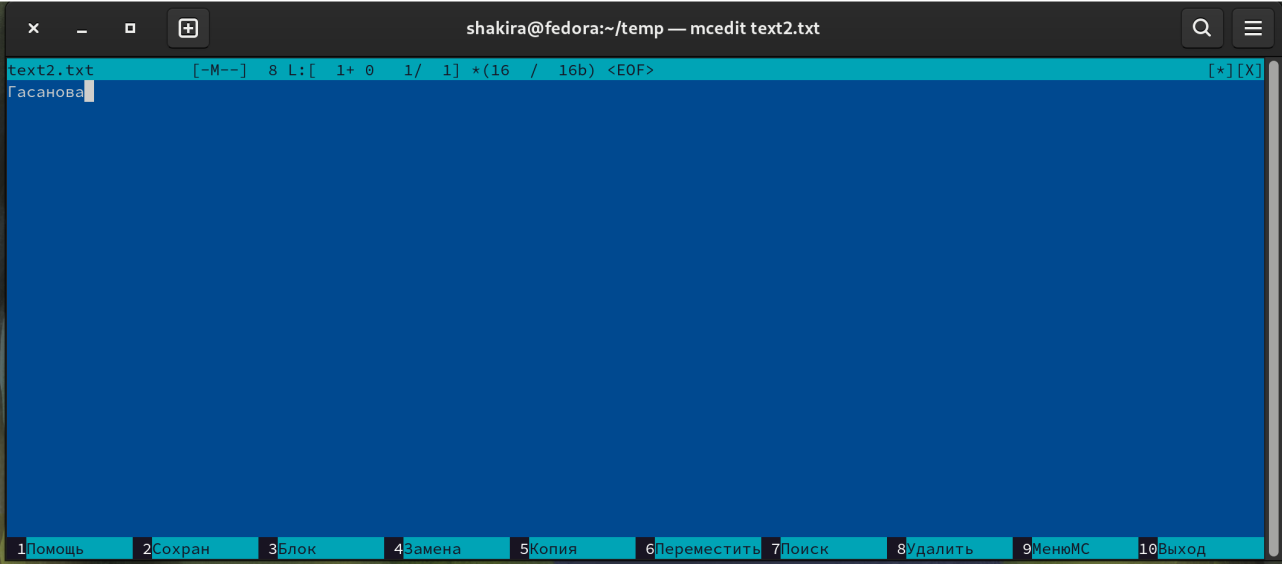 shakira@fedora:~/temp — mcedit text2.txt
text2.txt [-M--] 8 L:[ 1+ 0 1/ 1] *(16 / 16b) <EOF> [*][X]
Гасанова
1Помощь 2Сохран 3Блок 4Замена 5Копия 6Переместить 7Поиск 8Удалить 9МенюMC 10Выход